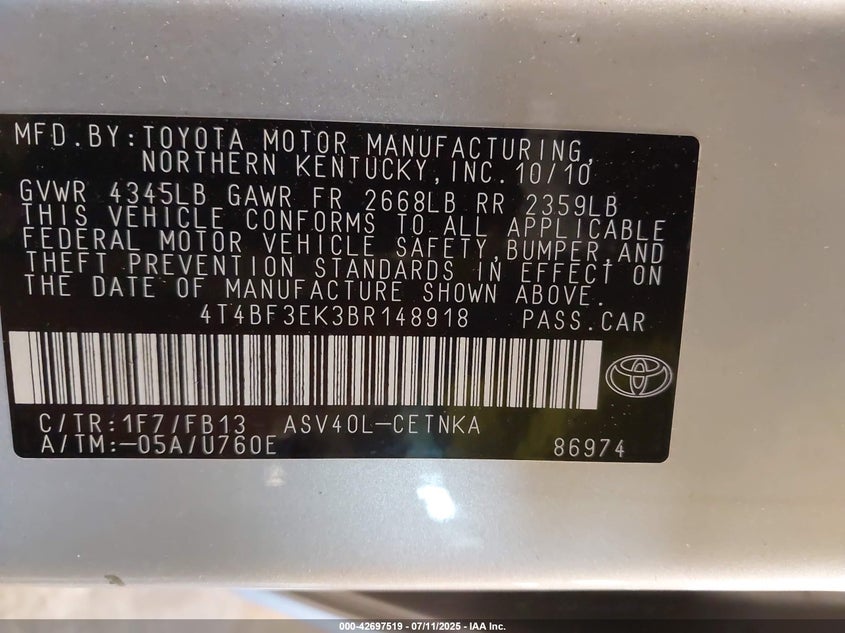 MFD.BY:TOYOTA MOTOR MANUFACTURING,
NORTHERN KENTUCKY,INC.10/10
GVWR 4345LB GAWR FR 2668LB RR 2359LB
THIS VEHICLE CONFORMS TO ALL APPLICABLE
FEDERAL MOTOR VEHICLE SAFETY,BUMPER,AND
THEFT PREVENTION STANDARDS IN EFFECT ON
THE DATE OF MANUFACTURE SHOWN ABOVE.
4T4BF3EK3BR148918 PASS.CAR
C/TR:1F7/FB13 ASV40L-CETNKA
A/TM:-05A/U760E 86974
000-42697519 - 07/11/2025 - IAA Inc.